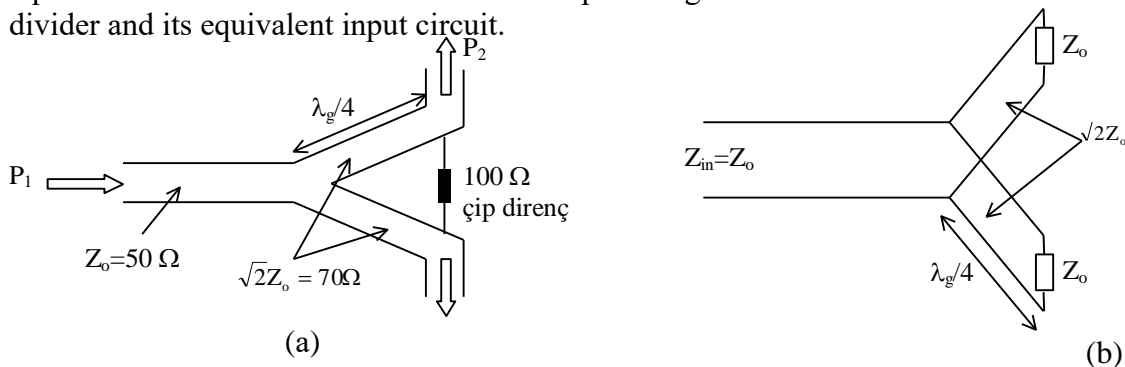 divider and its equivalent input circuit.
P₂
λg/4
P₁
100 Ω
çip direnç
Zo=50 Ω
√2Zo = 70Ω
(a)
Zo
√2Zo
Zin=Zo
λg/4
Zo
(b)